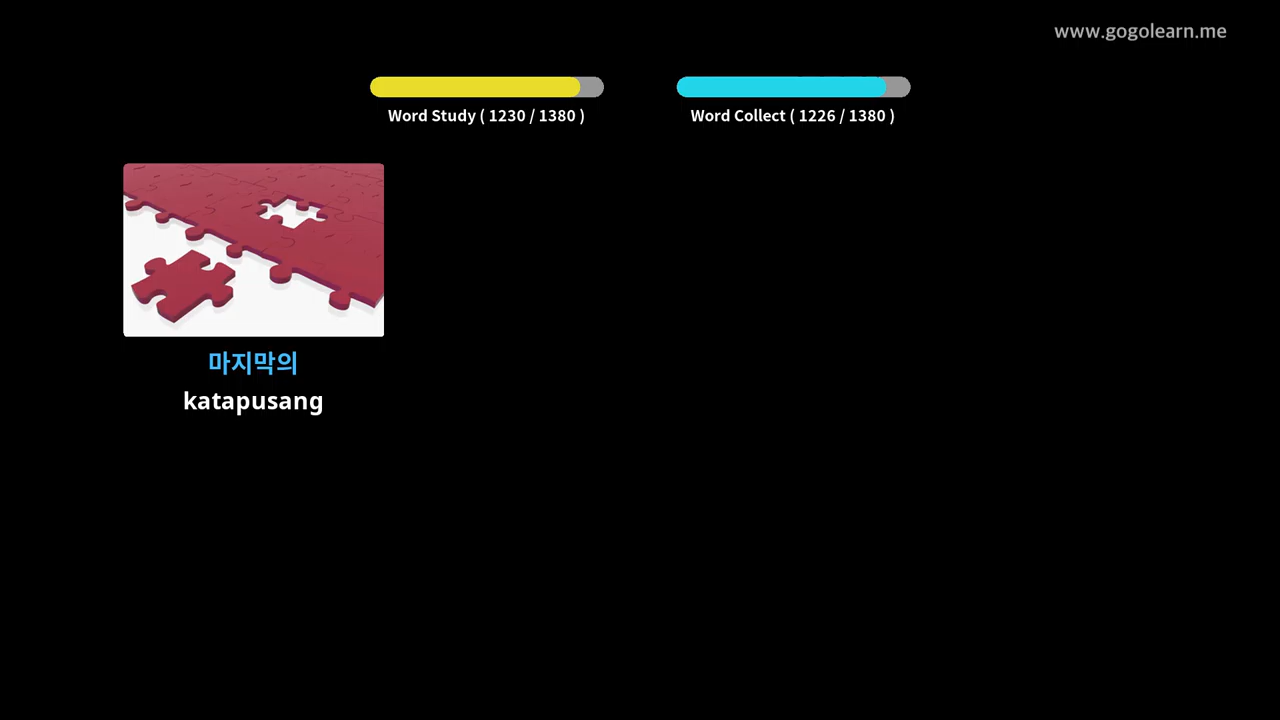 www.gogolearn.me
Word Study ( 1230 / 1380 )
Word Collect ( 1226 / 1380 )
마지막의
katapusang